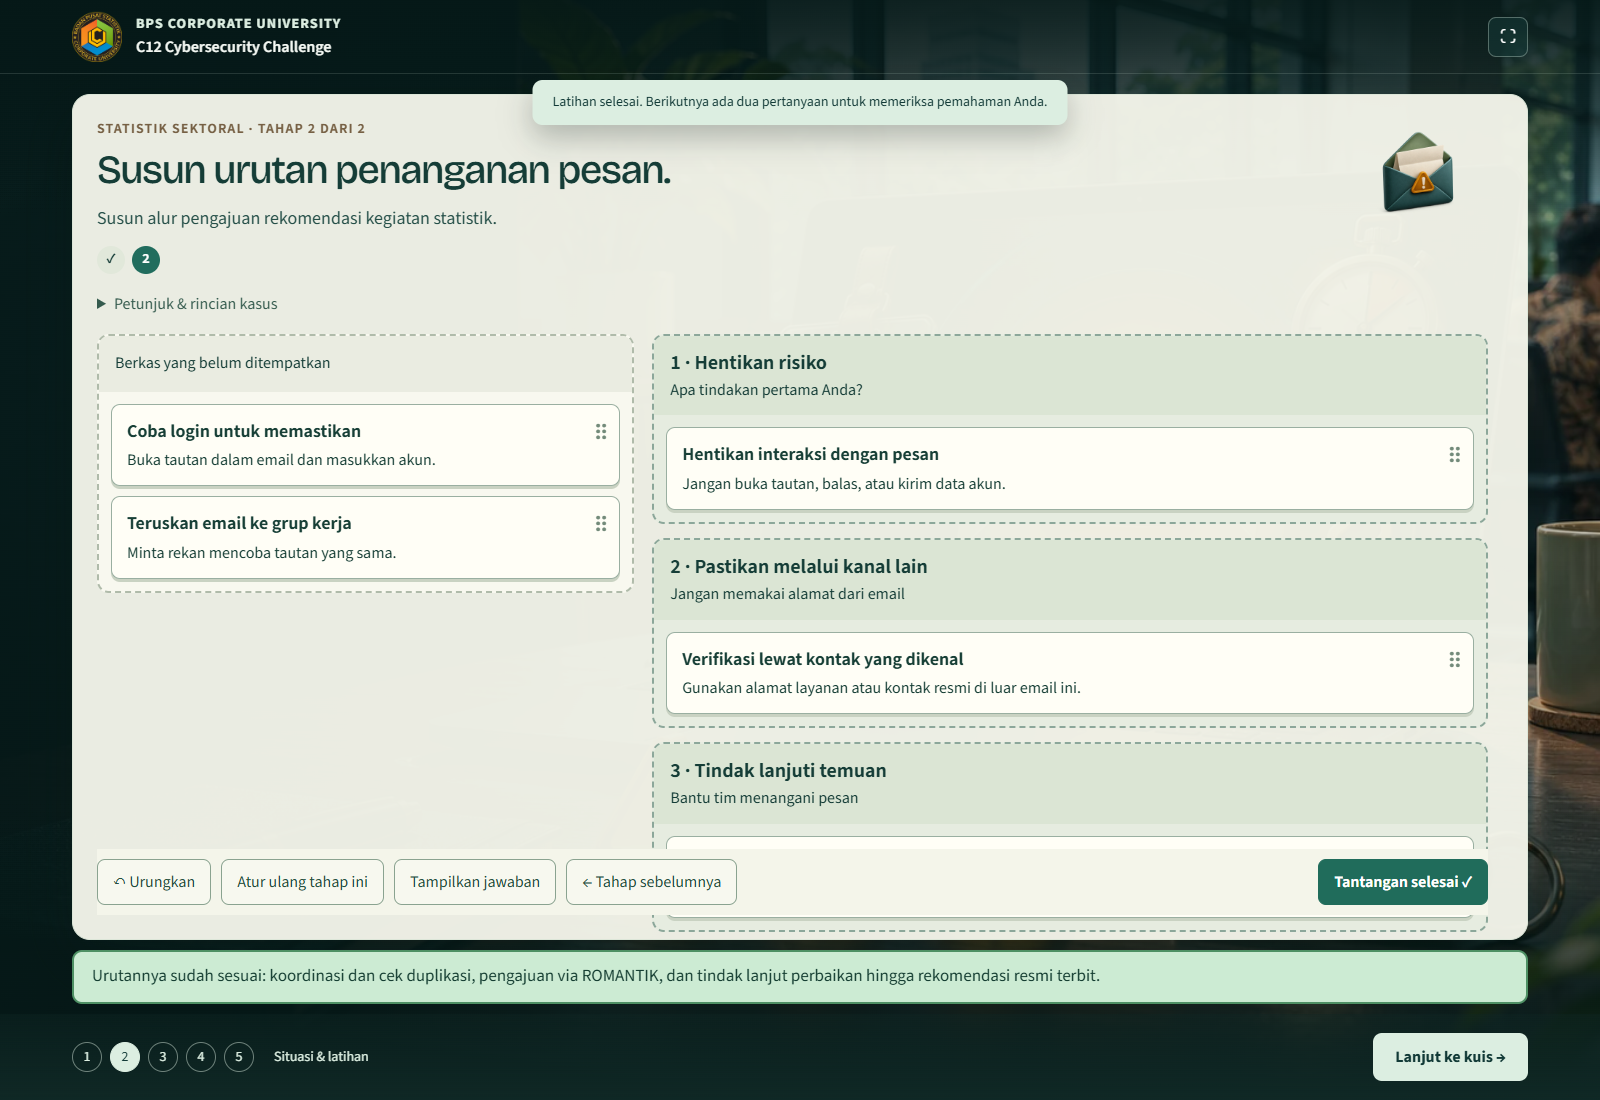 BPS CORPORATE UNIVERSITY
C12 Cybersecurity Challenge
Latihan selesai. Berikutnya ada dua pertanyaan untuk memeriksa pemahaman Anda.
STATISTIK SEKTORAL · TAHAP 2 DARI 2
Susun urutan penanganan pesan.
Susun alur pengajuan rekomendasi kegiatan statistik.
✓ 2
▶ Petunjuk & rincian kasus
Berkas yang belum ditempatkan
Coba login untuk memastikan
Buka tautan dalam email dan masukkan akun.
Teruskan email ke grup kerja
Minta rekan mencoba tautan yang sama.
1 · Hentikan risiko
Apa tindakan pertama Anda?
Hentikan interaksi dengan pesan
Jangan buka tautan, balas, atau kirim data akun.
2 · Pastikan melalui kanal lain
Jangan memakai alamat dari email
Verifikasi lewat kontak yang dikenal
Gunakan alamat layanan atau kontak resmi di luar email ini.
3 · Tindak lanjuti temuan
Bantu tim menangani pesan
↶ Urungkan
Atur ulang tahap ini
Tampilkan jawaban
← Tahap sebelumnya
Tantangan selesai ✓
Urutannya sudah sesuai: koordinasi dan cek duplikasi, pengajuan via ROMANTIK, dan tindak lanjut perbaikan hingga rekomendasi resmi terbit.
1 2 3 4 5 Situasi & latihan
Lanjut ke kuis →